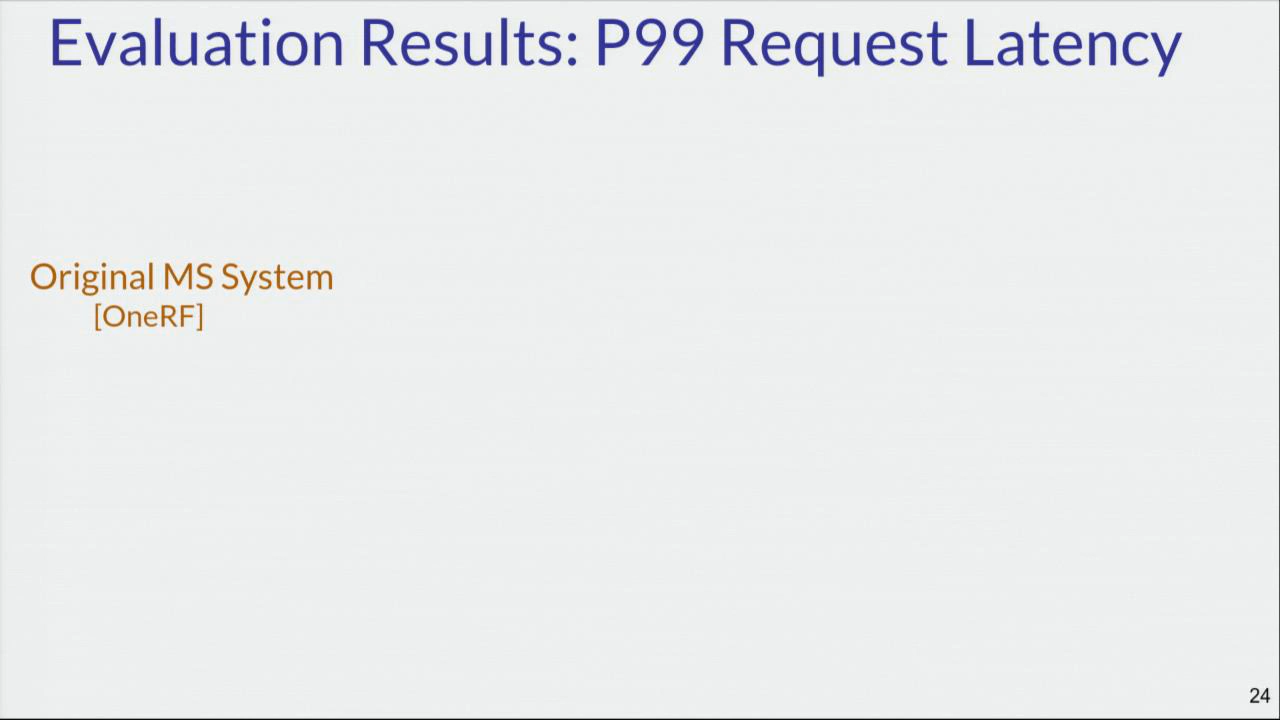 Evaluation Results: P99 Request Latency
Original MS System
[OneRF]
24